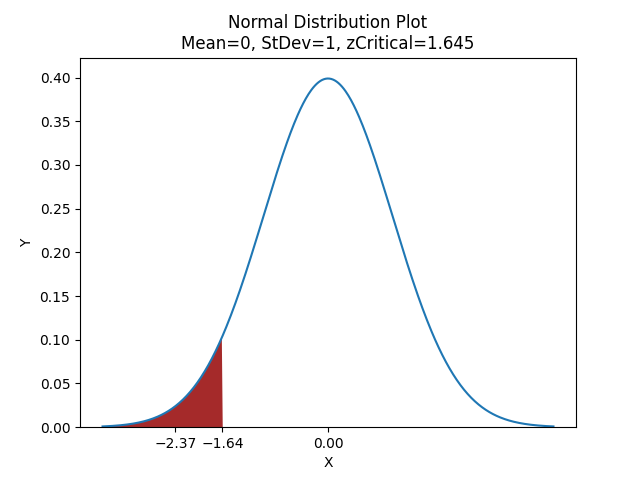 Normal Distribution Plot
Mean=0, StDev=1, zCritical=1.645
0.40
0.35
0.30
0.25
0.20
0.15
0.10
0.05
0.00
Y
−2.37 −1.64 0.00
X